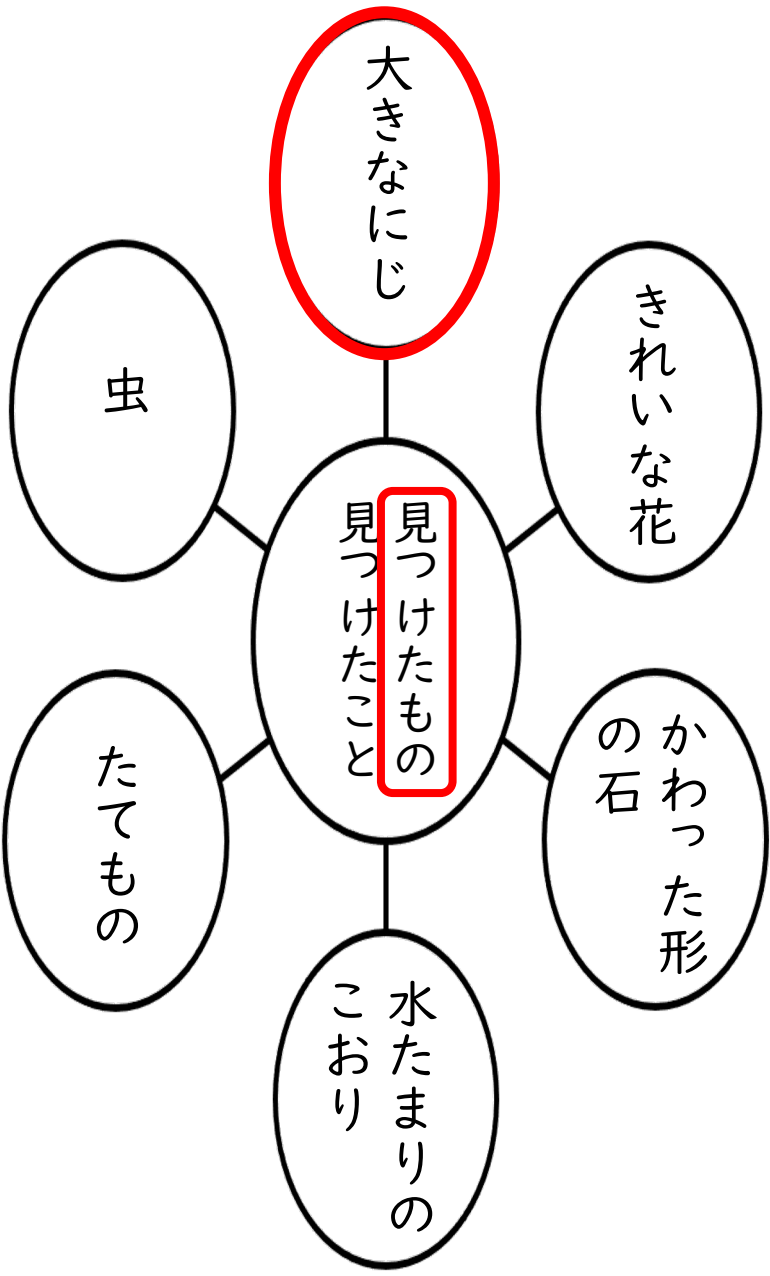 大きなにじ
きれいな花
虫
見つけたもの
見つけたこと
かわった形
の石
たてもの
水たまりの
こおり